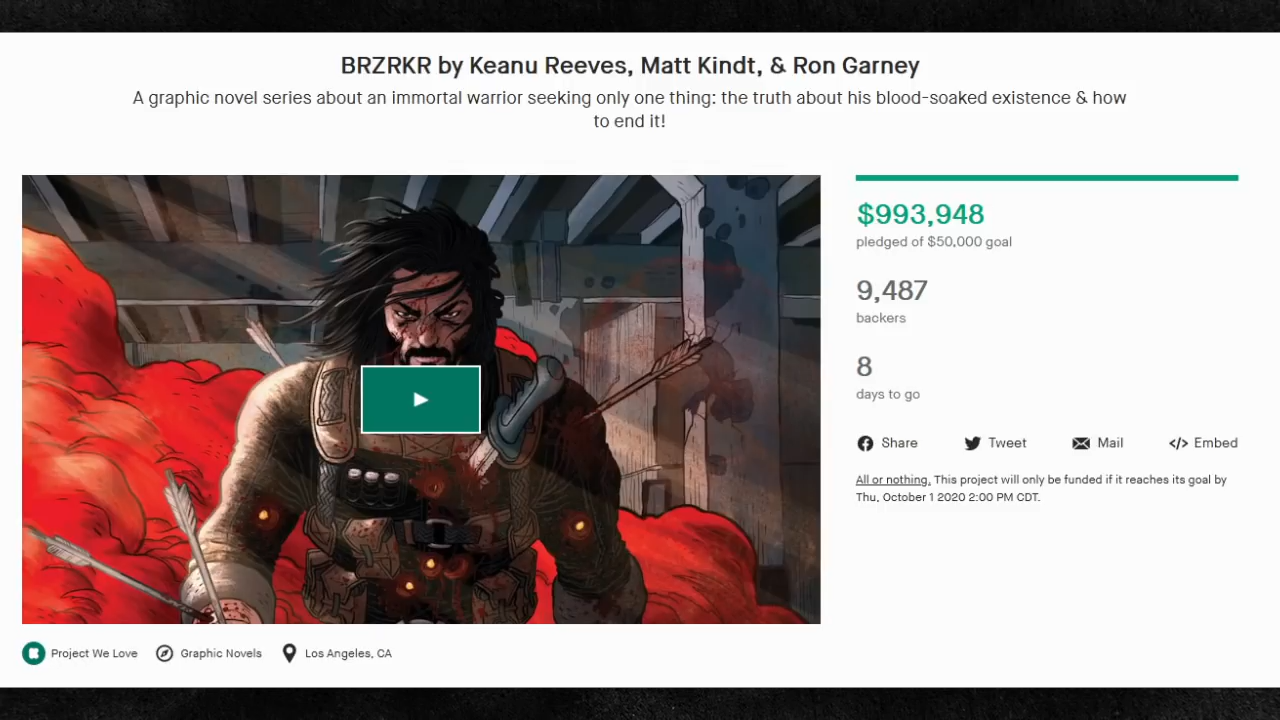 BRZRKR by Keanu Reeves, Matt Kindt, & Ron Garney
A graphic novel series about an immortal warrior seeking only one thing: the truth about his blood-soaked existence & how
to end it!
$993,948
pledged of $50,000 goal
9,487
backers
8
days to go
Share Tweet Mail Embed
All or nothing. This project will only be funded if it reaches its goal by
Thu, October 1 2020 2:00 PM CDT.
Project We Love Graphic Novels Los Angeles, CA